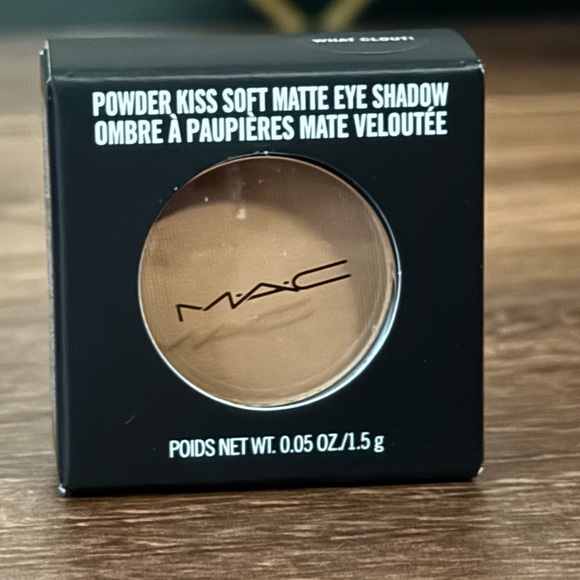 WHAT CLOUT!
POWDER KISS SOFT MATTE EYE SHADOW
OMBRE À PAUPIÈRES MATE VELOUTÉE
M·A·C
POIDS NET WT. 0.05 OZ./1.5 g